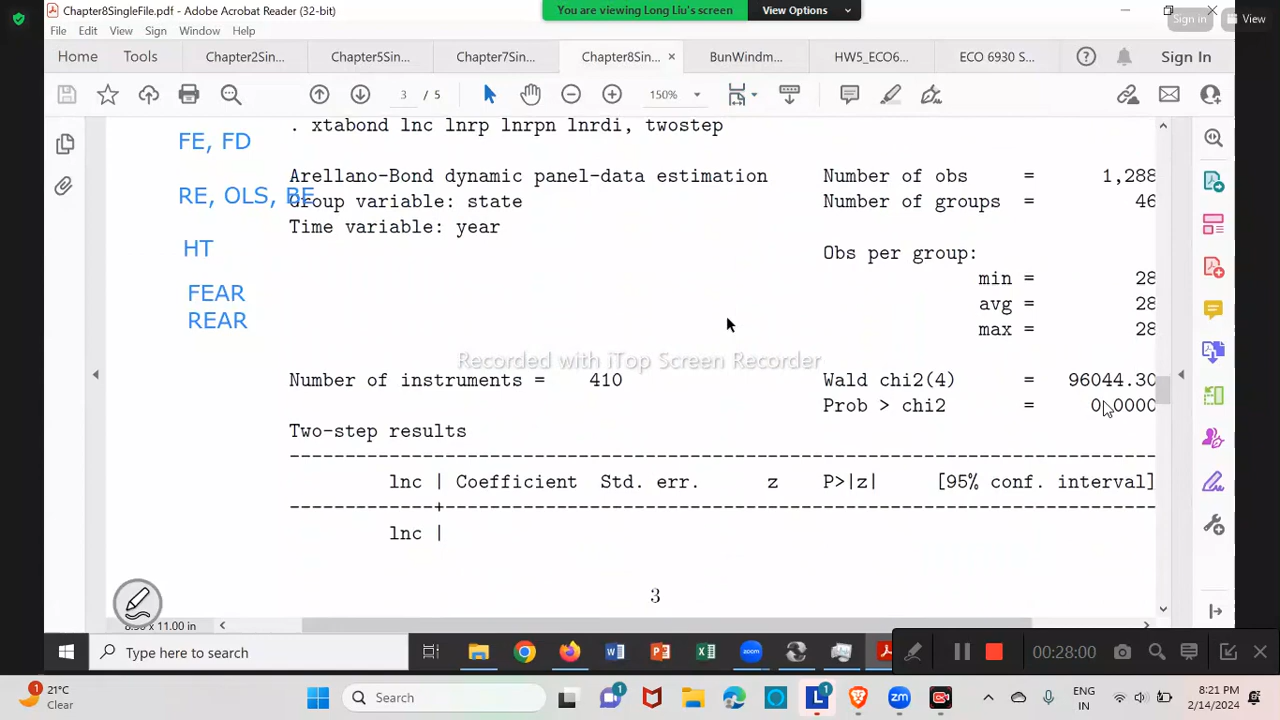 Chapter8SingleFile.pdf - Adobe Acrobat Reader (32-bit)
You are viewing Long Liu's screen
View Options
Sign in
View
File Edit View Sign Window Help
Home Tools Chapter2Sin... Chapter5Sin... Chapter7Sin... Chapter8Sin... × BunWindm... HW5_ECO6... ECO 6930 S... Sign In
3 / 5 150%
. xtabond lnc lnrp lnrpn lnrdi, twostep
FE, FD
Arellano-Bond dynamic panel-data estimation Number of obs = 1,288
RE, OLS, BE
Group variable: state Number of groups = 46
Time variable: year
HT
Obs per group:
min = 28
FEAR
avg = 28
REAR
max = 28
Recorded with iTop Screen Recorder
Number of instruments = 410 Wald chi2(4) = 96044.30
Prob > chi2 = 0.0000
Two-step results
lnc | Coefficient Std. err. z P>|z| [95% conf. interval]
lnc |
3
8.50 x 11.00 in
Type here to search
00:28:00
1
21°C
Clear
Search
1
1
ENG
IN
8:21 PM
2/14/2024